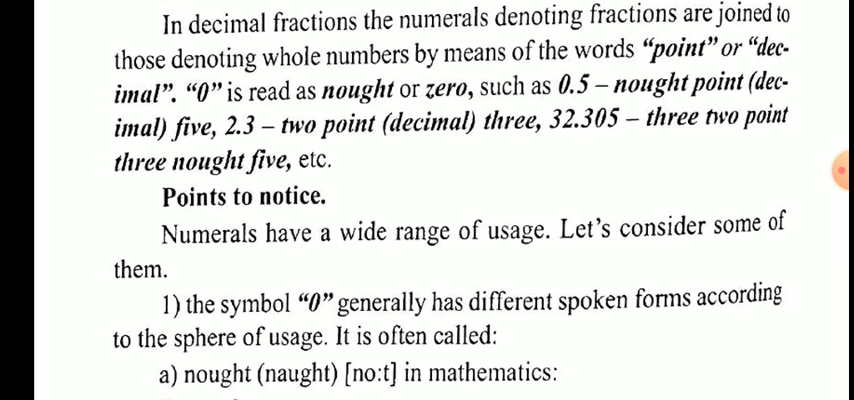 In decimal fractions the numerals denoting fractions are joined to
those denoting whole numbers by means of the words “point” or “dec-
imal”. “0” is read as nought or zero, such as 0.5 – nought point (dec-
imal) five, 2.3 – two point (decimal) three, 32.305 – three two point
three nought five, etc.
Points to notice.
Numerals have a wide range of usage. Let’s consider some of
them.
1) the symbol “0” generally has different spoken forms according
to the sphere of usage. It is often called:
a) nought (naught) [no:t] in mathematics: